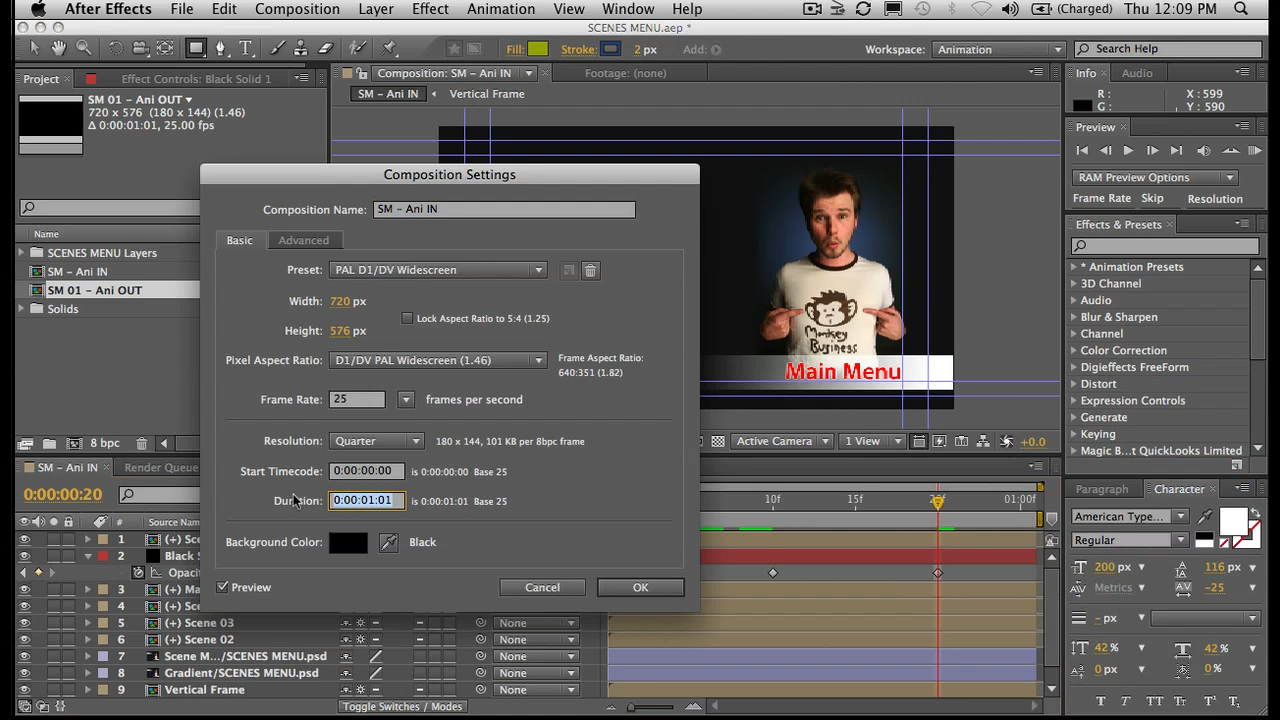 After Effects File Edit Composition Layer Effect Animation View Window Help (Charged) Thu 12:09 PM
SCENES MENU.aep *
Fill: Stroke: 2 px Add: Workspace: Animation Search Help
Project Effect Controls: Black Solid 1 Composition: SM - Ani IN Footage: (none) Info Audio
SM 01 - Ani OUT
720 x 576 (180 x 144) (1.46)
Δ 0:00:01:01, 25.00 fps
SM - Ani IN Vertical Frame
R : X : 599
G : Y : 590
Preview
RAM Preview Options
Frame Rate Skip Resolution
Effects & Presets
* Animation Presets
3D Channel
Audio
Blur & Sharpen
Channel
Color Correction
Digieffects FreeForm
Distort
Expression Controls
Generate
Keying
Magic B...t QuickLooks Limited
Name
SCENES MENU Layers
SM - Ani IN
SM 01 - Ani OUT
Solids
8 bpc
Composition Settings
Composition Name: SM - Ani IN
Basic Advanced
Preset: PAL D1/DV Widescreen
Width: 720 px
Lock Aspect Ratio to 5:4 (1.25)
Height: 576 px
Pixel Aspect Ratio: D1/DV PAL Widescreen (1.46) Frame Aspect Ratio:
640:351 (1.82)
Frame Rate: 25 frames per second
Resolution: Quarter 180 x 144, 101 KB per 8bpc frame
Start Timecode: 0:00:00:00 is 0:00:00:00 Base 25
Duration: 0:00:01:01 is 0:00:01:01 Base 25
Background Color: Black
Preview Cancel OK
Monkey
Business
Main Menu
Active Camera 1 View +0.0
SM - Ani IN Render Queue
0:00:00:20
10f 15f 20f 01:00f
# Source Name
1 (+) Sce
2 Black S
Opac
3 (+) Ma
4 (+) Sce
5 (+) Scene 03 None
6 (+) Scene 02 None
7 Scene M.../SCENES MENU.psd None
8 Gradient/SCENES MENU.psd None
9 Vertical Frame None
Toggle Switches / Modes
Paragraph Character
American Type...
Regular
200 px 116 px
Metrics -25
- px
42% 42%
0 px 0%
T T TT Tт T¹ T₁